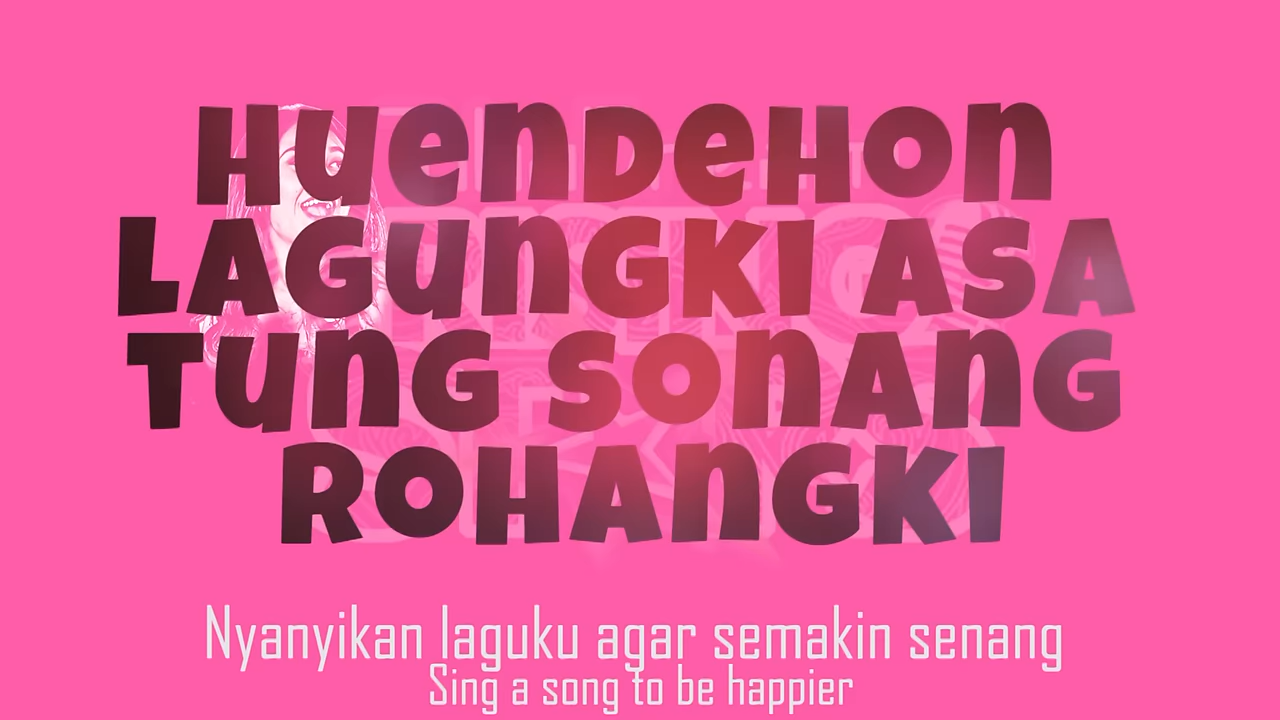 HUENDEHON
LAGUNGKI ASA
TUNG SONANG
ROHANGKI
Nyanyikan laguku agar semakin senang
Sing a song to be happier